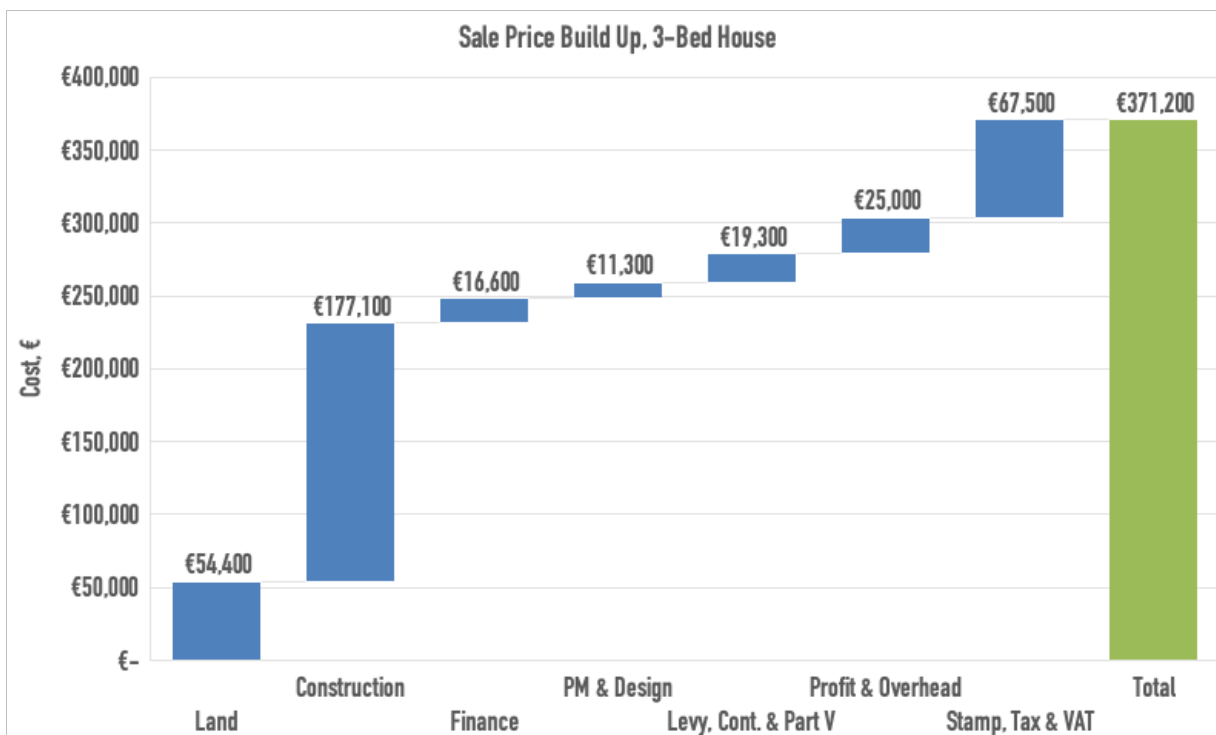 Sale Price Build Up, 3-Bed House
€400,000
€350,000
€300,000
€250,000
€200,000
€150,000
€100,000
€50,000
€-
Cost, €
€54,400
€177,100
€16,600
€11,300
€19,300
€25,000
€67,500
€371,200
Land
Construction
Finance
PM & Design
Levy, Cont. & Part V
Profit & Overhead
Stamp, Tax & VAT
Total